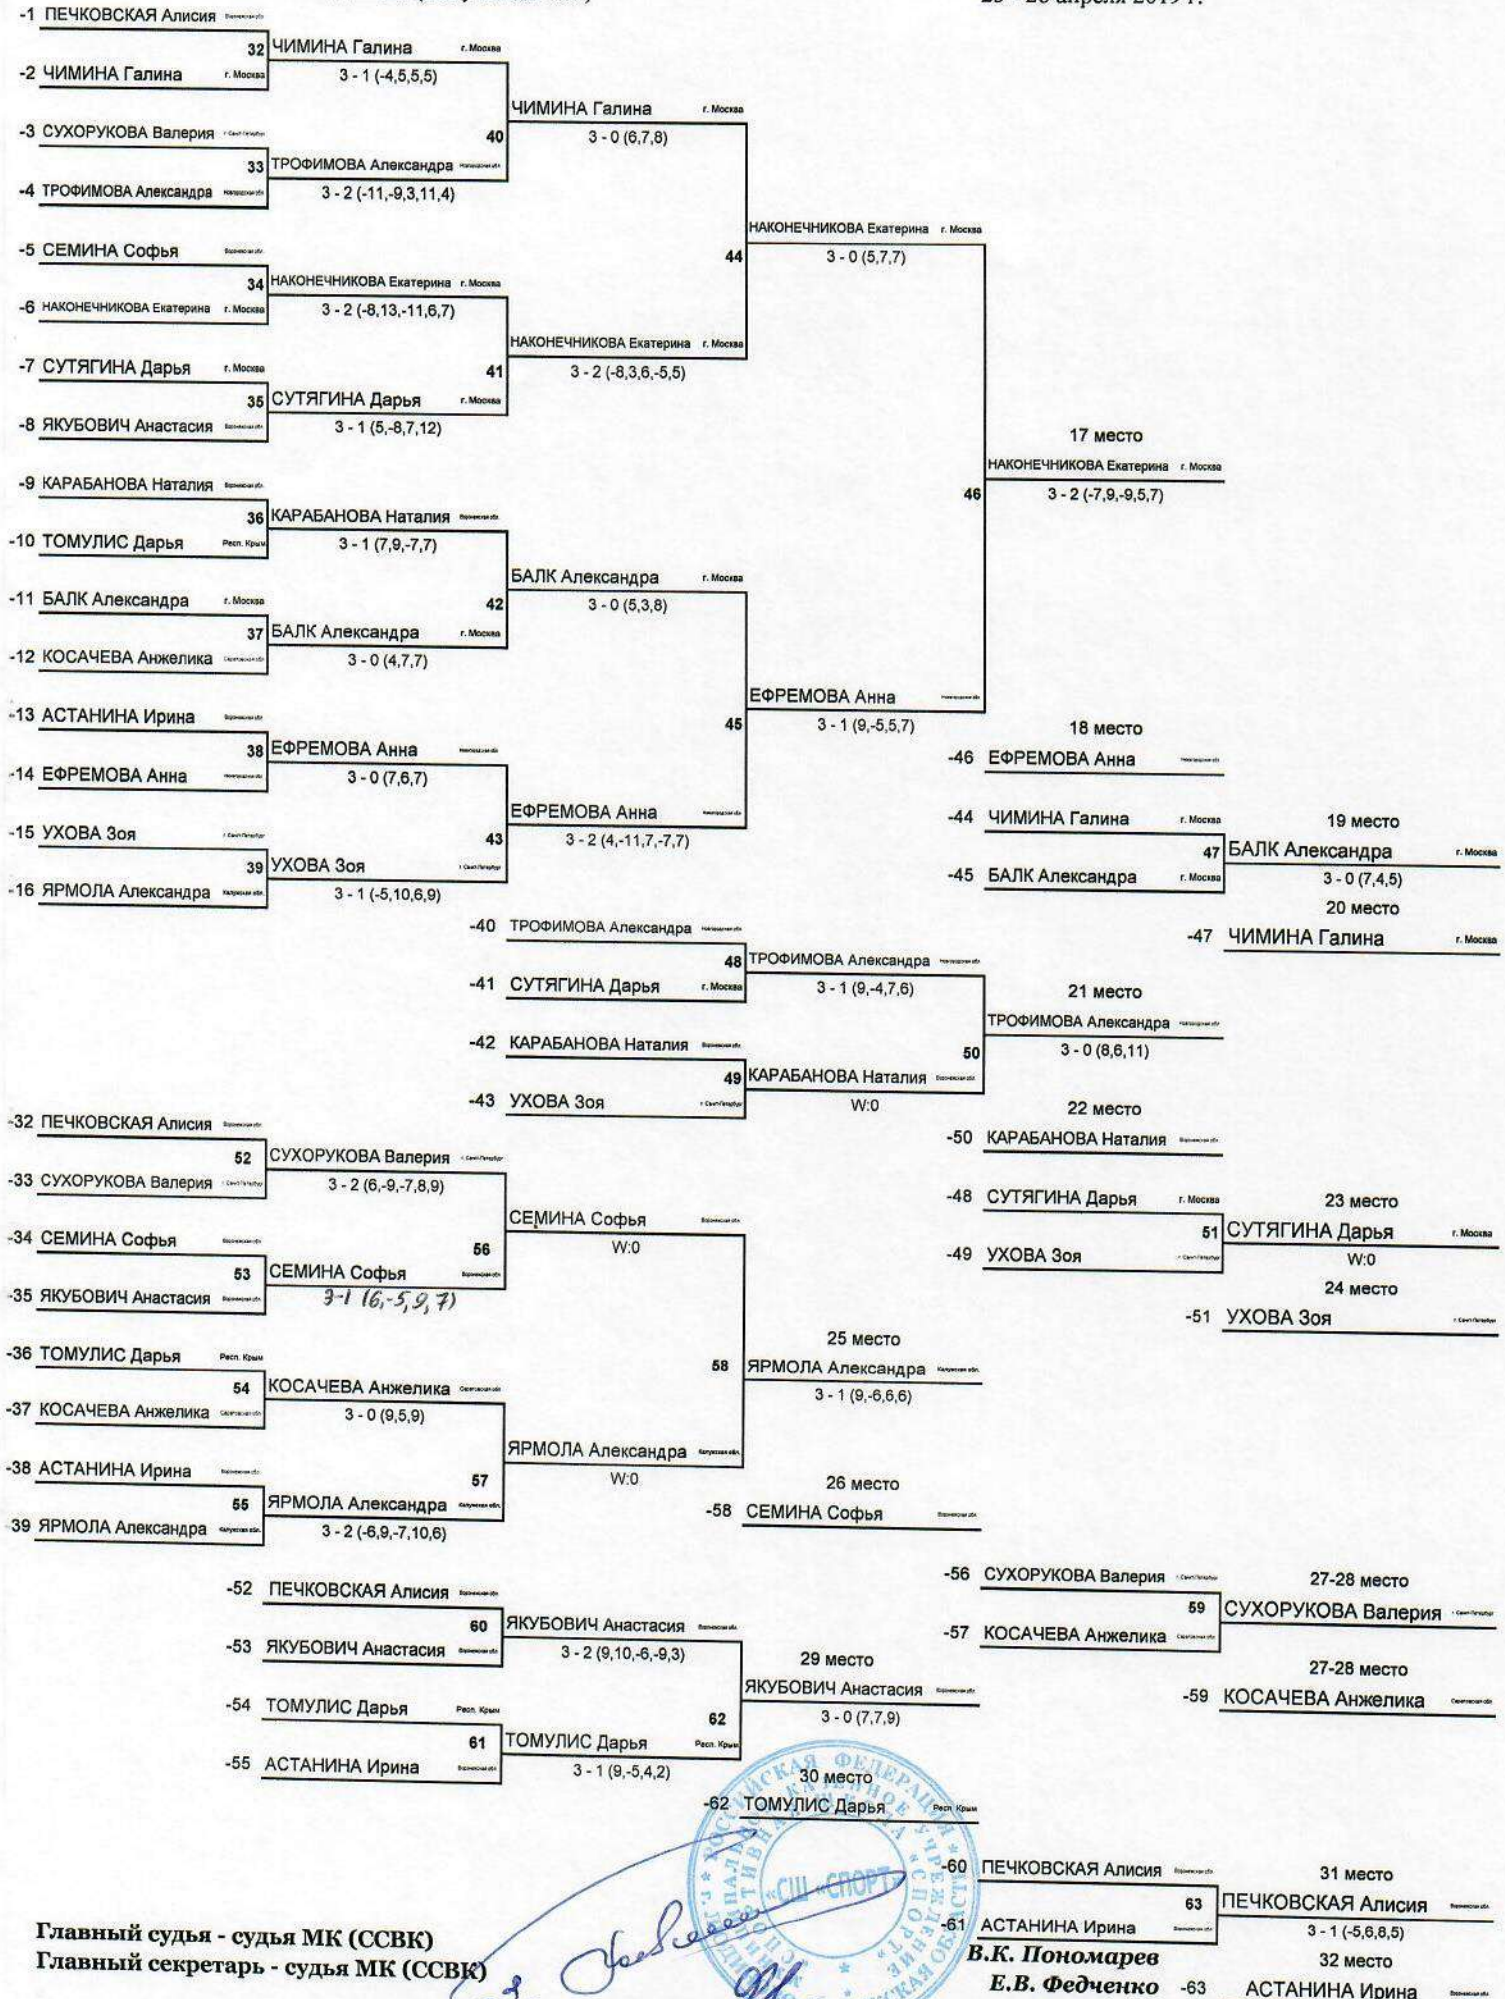 -1 ПЕЧКОВСКАЯ Алисия
32 ЧИМИНА Галина г. Москва
-2 ЧИМИНА Галина г. Москва
3 - 1 (-4,5,5,5)
ЧИМИНА Галина г. Москва
-3 СУХОРУКОВА Валерия
40
3 - 0 (6,7,8)
33 ТРОФИМОВА Александра
-4 ТРОФИМОВА Александра
3 - 2 (-11,-9,3,11,4)
НАКОНЕЧНИКОВА Екатерина г. Москва
-5 СЕМИНА Софья
44
3 - 0 (5,7,7)
34 НАКОНЕЧНИКОВА Екатерина г. Москва
-6 НАКОНЕЧНИКОВА Екатерина г. Москва
3 - 2 (-8,13,-11,6,7)
НАКОНЕЧНИКОВА Екатерина г. Москва
-7 СУТЯГИНА Дарья г. Москва
41
3 - 2 (-8,3,6,-5,5)
35 СУТЯГИНА Дарья г. Москва
-8 ЯКУБОВИЧ Анастасия
3 - 1 (5,-8,7,12)
17 место
НАКОНЕЧНИКОВА Екатерина г. Москва
-9 КАРАБАНОВА Наталия
46
3 - 2 (-7,9,-9,5,7)
36 КАРАБАНОВА Наталия
-10 ТОМУЛИС Дарья Респ. Крым
3 - 1 (7,9,-7,7)
БАЛК Александра г. Москва
-11 БАЛК Александра г. Москва
42
3 - 0 (5,3,8)
37 БАЛК Александра г. Москва
-12 КОСАЧЕВА Анжелика
3 - 0 (4,7,7)
ЕФРЕМОВА Анна
-13 АСТАНИНА Ирина
45
3 - 1 (9,-5,5,7)
18 место
38 ЕФРЕМОВА Анна
-46 ЕФРЕМОВА Анна
-14 ЕФРЕМОВА Анна
3 - 0 (7,6,7)
ЕФРЕМОВА Анна
-44 ЧИМИНА Галина г. Москва
19 место
-15 УХОВА Зоя
43
3 - 2 (4,-11,7,-7,7)
47 БАЛК Александра г. Москва
39 УХОВА Зоя
-45 БАЛК Александра г. Москва
3 - 0 (7,4,5)
-16 ЯРМОЛА Александра
3 - 1 (-5,10,6,9)
20 место
-40 ТРОФИМОВА Александра
-47 ЧИМИНА Галина г. Москва
48 ТРОФИМОВА Александра
-41 СУТЯГИНА Дарья г. Москва
3 - 1 (9,-4,7,6)
21 место
ТРОФИМОВА Александра
-42 КАРАБАНОВА Наталия
50
3 - 0 (8,6,11)
49 КАРАБАНОВА Наталия
-43 УХОВА Зоя
W:0
22 место
-32 ПЕЧКОВСКАЯ Алисия
-50 КАРАБАНОВА Наталия
52 СУХОРУКОВА Валерия
-33 СУХОРУКОВА Валерия
3 - 2 (6,-9,-7,8,9)
-48 СУТЯГИНА Дарья г. Москва
23 место
СЕМИНА Софья
51 СУТЯГИНА Дарья г. Москва
-34 СЕМИНА Софья
56
W:0
-49 УХОВА Зоя
W:0
53 СЕМИНА Софья
24 место
-35 ЯКУБОВИЧ Анастасия
3-1 (6,-5,9,7)
-51 УХОВА Зоя
25 место
-36 ТОМУЛИС Дарья Респ. Крым
58 ЯРМОЛА Александра
54 КОСАЧЕВА Анжелика
3 - 1 (9,-6,6,6)
-37 КОСАЧЕВА Анжелика
3 - 0 (9,5,9)
ЯРМОЛА Александра
-38 АСТАНИНА Ирина
57
W:0
26 место
55 ЯРМОЛА Александра
-58 СЕМИНА Софья
39 ЯРМОЛА Александра
3 - 2 (-6,9,-7,10,6)
-56 СУХОРУКОВА Валерия
27-28 место
-52 ПЕЧКОВСКАЯ Алисия
59 СУХОРУКОВА Валерия
60 ЯКУБОВИЧ Анастасия
-57 КОСАЧЕВА Анжелика
-53 ЯКУБОВИЧ Анастасия
3 - 2 (9,10,-6,-9,3)
29 место
27-28 место
ЯКУБОВИЧ Анастасия
-59 КОСАЧЕВА Анжелика
-54 ТОМУЛИС Дарья Респ. Крым
62
3 - 0 (7,7,9)
61 ТОМУЛИС Дарья Респ. Крым
-55 АСТАНИНА Ирина
3 - 1 (9,-5,4,2)
30 место
-62 ТОМУЛИС Дарья Респ. Крым
РОССИЙСКАЯ ФЕДЕРАЦИЯ
«СШ «СПОРТ»
-60 ПЕЧКОВСКАЯ Алисия
31 место
63 ПЕЧКОВСКАЯ Алисия
-61 АСТАНИНА Ирина
3 - 1 (-5,6,8,5)
Главный судья - судья МК (ССВК)
В.К. Пономарев
32 место
Главный секретарь - судья МК (ССВК)
Е.В. Федченко
-63 АСТАНИНА Ирина